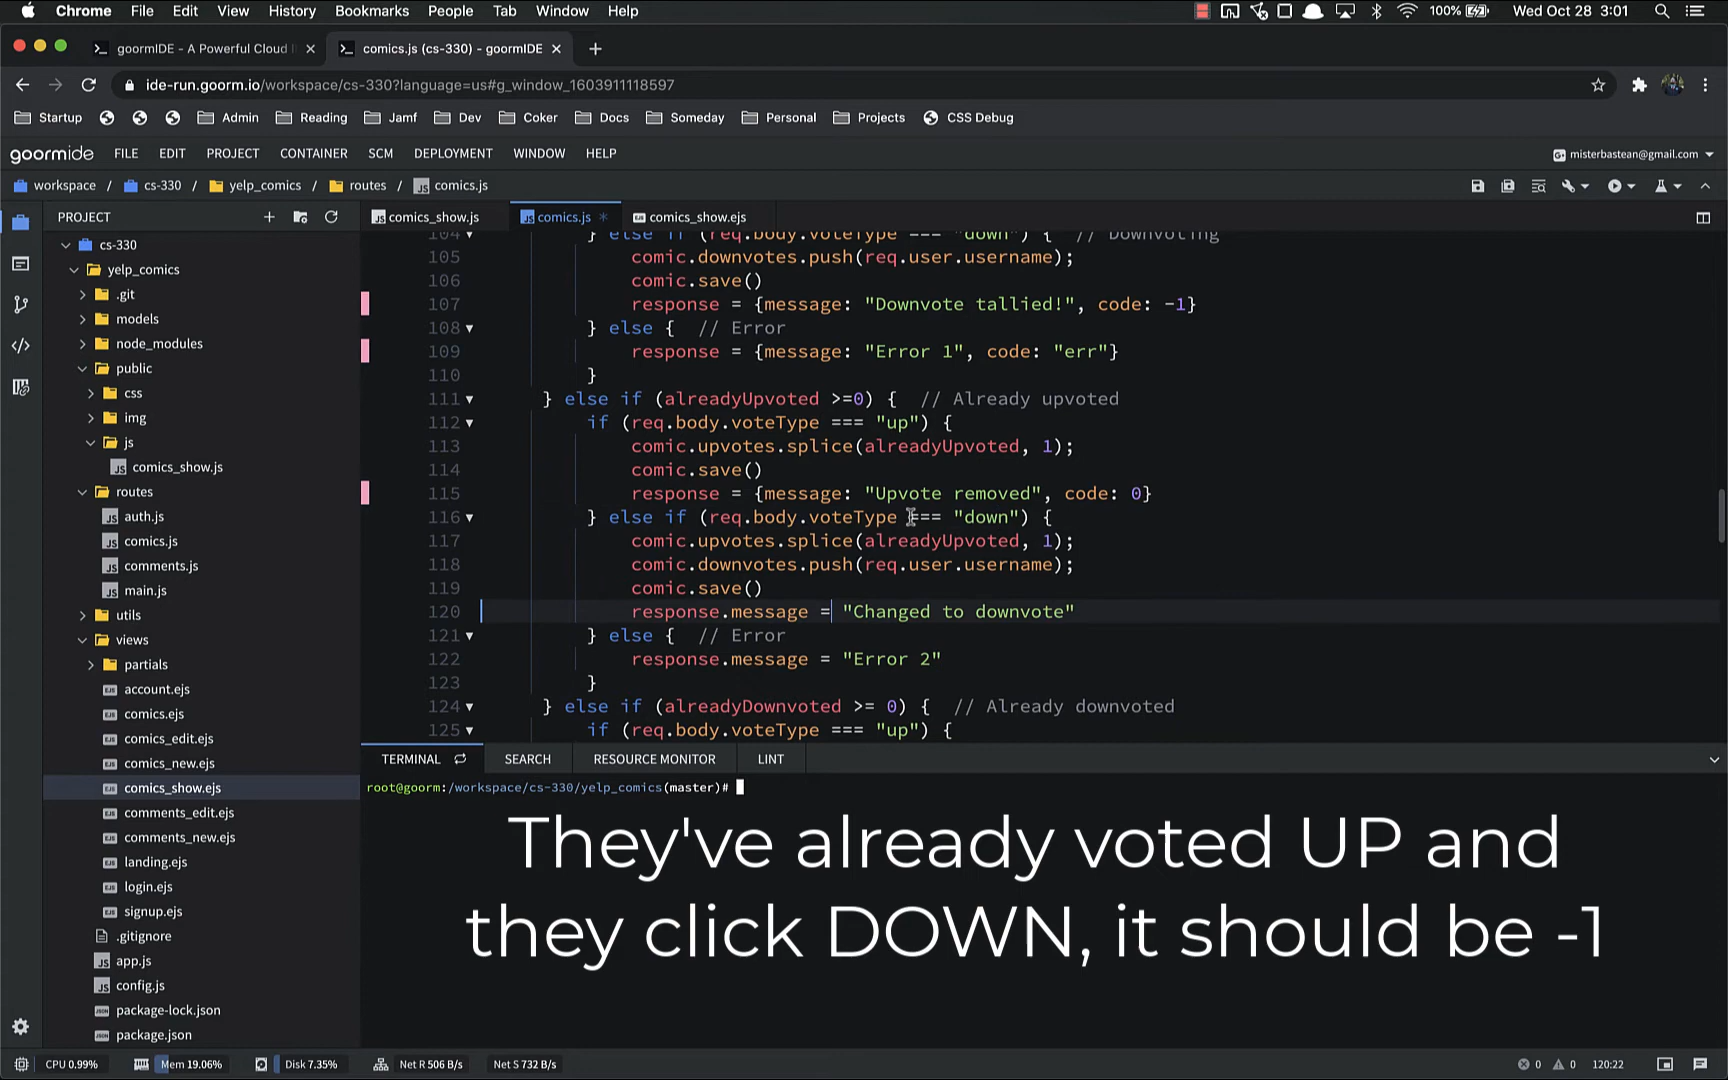 Chrome File Edit View History Bookmarks People Tab Window Help 100% Wed Oct 28 3:01
goormIDE - A Powerful Cloud I comics.js (cs-330) - goormIDE
ide-run.goorm.io/workspace/cs-330?language=us#g_window_1603911118597
Startup Admin Reading Jamf Dev Coker Docs Someday Personal Projects CSS Debug
goormide FILE EDIT PROJECT CONTAINER SCM DEPLOYMENT WINDOW HELP misterbastean@gmail.com
workspace / cs-330 / yelp_comics / routes / comics.js
PROJECT
cs-330
yelp_comics
.git
models
node_modules
public
css
img
js
comics_show.js
routes
auth.js
comics.js
comments.js
main.js
utils
views
partials
account.ejs
comics.ejs
comics_edit.ejs
comics_new.ejs
comics_show.ejs
comments_edit.ejs
comments_new.ejs
landing.ejs
login.ejs
signup.ejs
.gitignore
app.js
config.js
package-lock.json
package.json
comics_show.js comics.js * comics_show.ejs
104 } else if (req.body.voteType === "down") { // Downvoting
105 comic.downvotes.push(req.user.username);
106 comic.save()
107 response = {message: "Downvote tallied!", code: -1}
108 } else { // Error
109 response = {message: "Error 1", code: "err"}
110 }
111 } else if (alreadyUpvoted >=0) { // Already upvoted
112 if (req.body.voteType === "up") {
113 comic.upvotes.splice(alreadyUpvoted, 1);
114 comic.save()
115 response = {message: "Upvote removed", code: 0}
116 } else if (req.body.voteType === "down") {
117 comic.upvotes.splice(alreadyUpvoted, 1);
118 comic.downvotes.push(req.user.username);
119 comic.save()
120 response.message = "Changed to downvote"
121 } else { // Error
122 response.message = "Error 2"
123 }
124 } else if (alreadyDownvoted >= 0) { // Already downvoted
125 if (req.body.voteType === "up") {
TERMINAL SEARCH RESOURCE MONITOR LINT
root@goorm:/workspace/cs-330/yelp_comics(master)#
They've already voted UP and
they click DOWN, it should be -1
CPU 0.99% Mem 19.06% Disk 7.35% Net R 506 B/s Net S 732 B/s 0 0 120:22